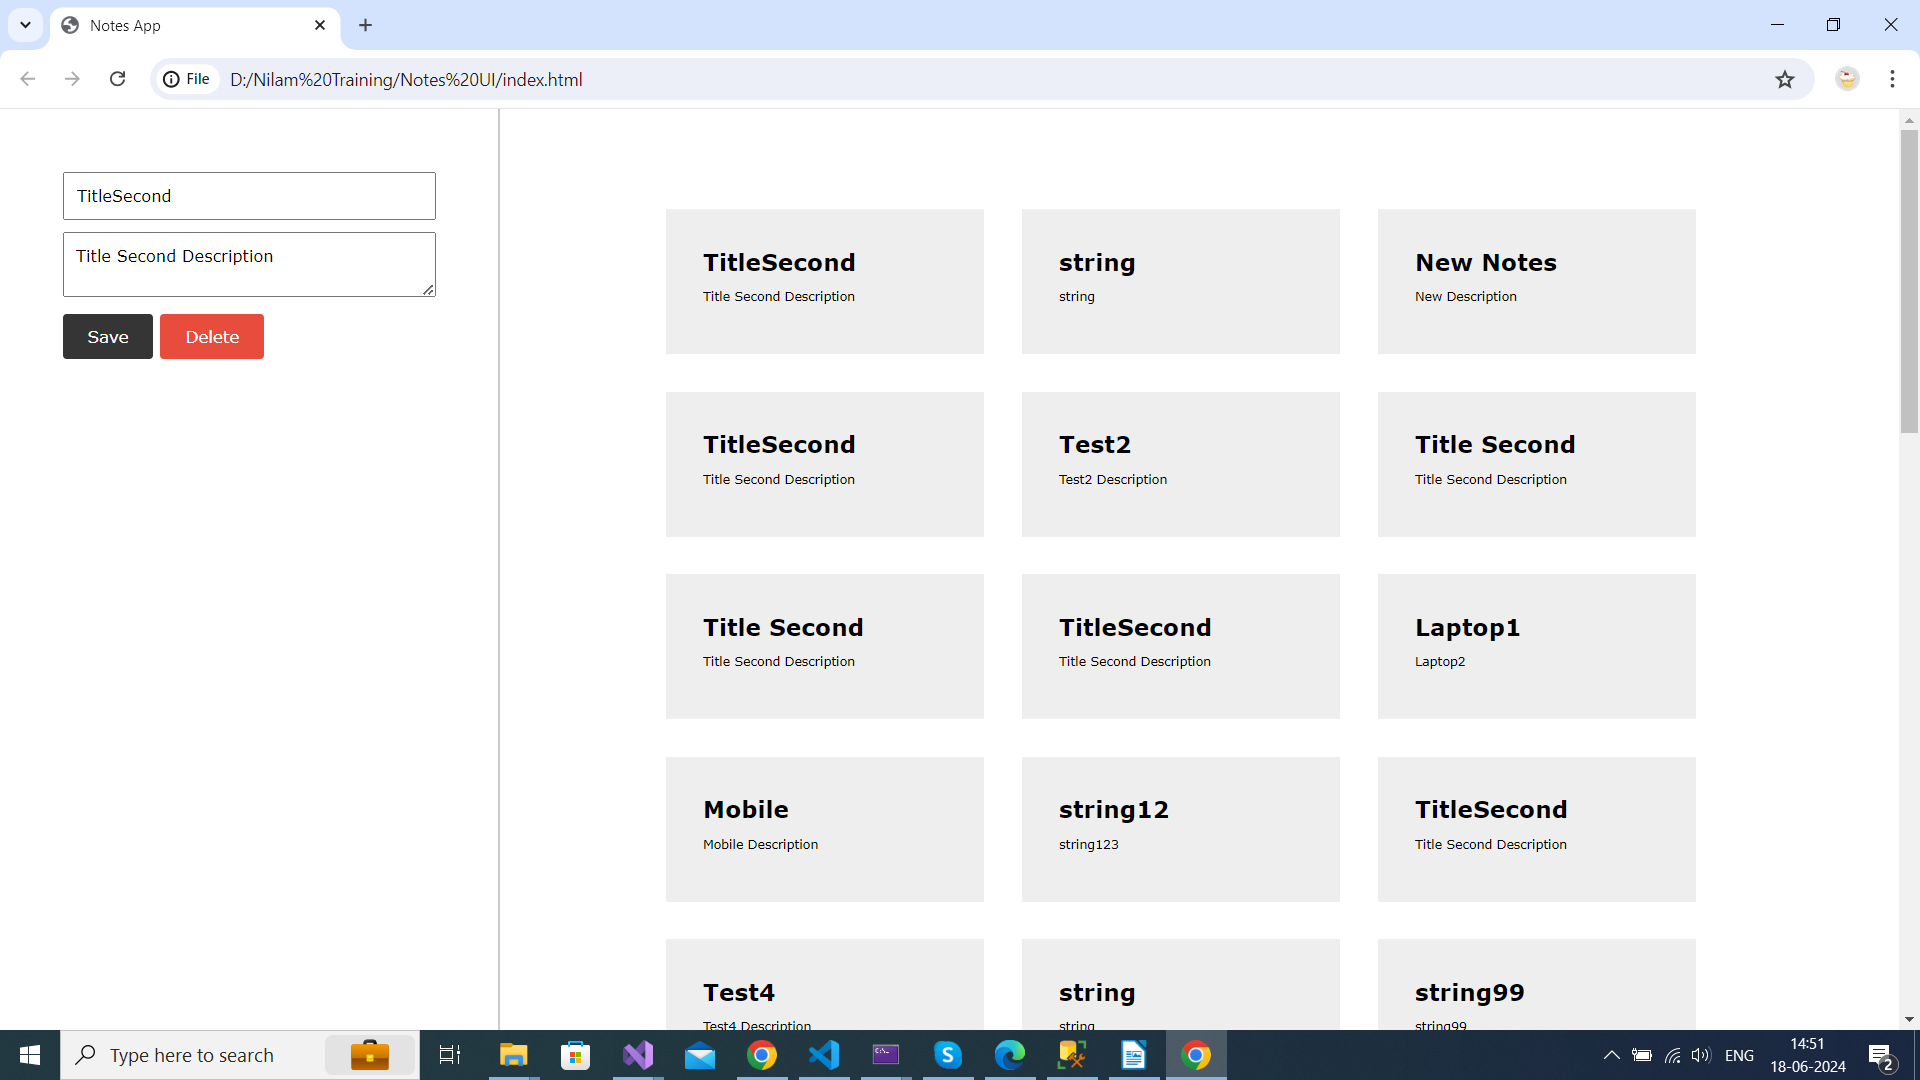 Notes App
File
D:/Nilam%20Training/Notes%20UI/index.html
TitleSecond
Title Second Description
Save
Delete
TitleSecond
Title Second Description
string
string
New Notes
New Description
TitleSecond
Title Second Description
Test2
Test2 Description
Title Second
Title Second Description
Title Second
Title Second Description
TitleSecond
Title Second Description
Laptop1
Laptop2
Mobile
Mobile Description
string12
string123
TitleSecond
Title Second Description
Test4
Test4 Description
string
string
string99
string99
Type here to search
ENG
14:51
18-06-2024
2